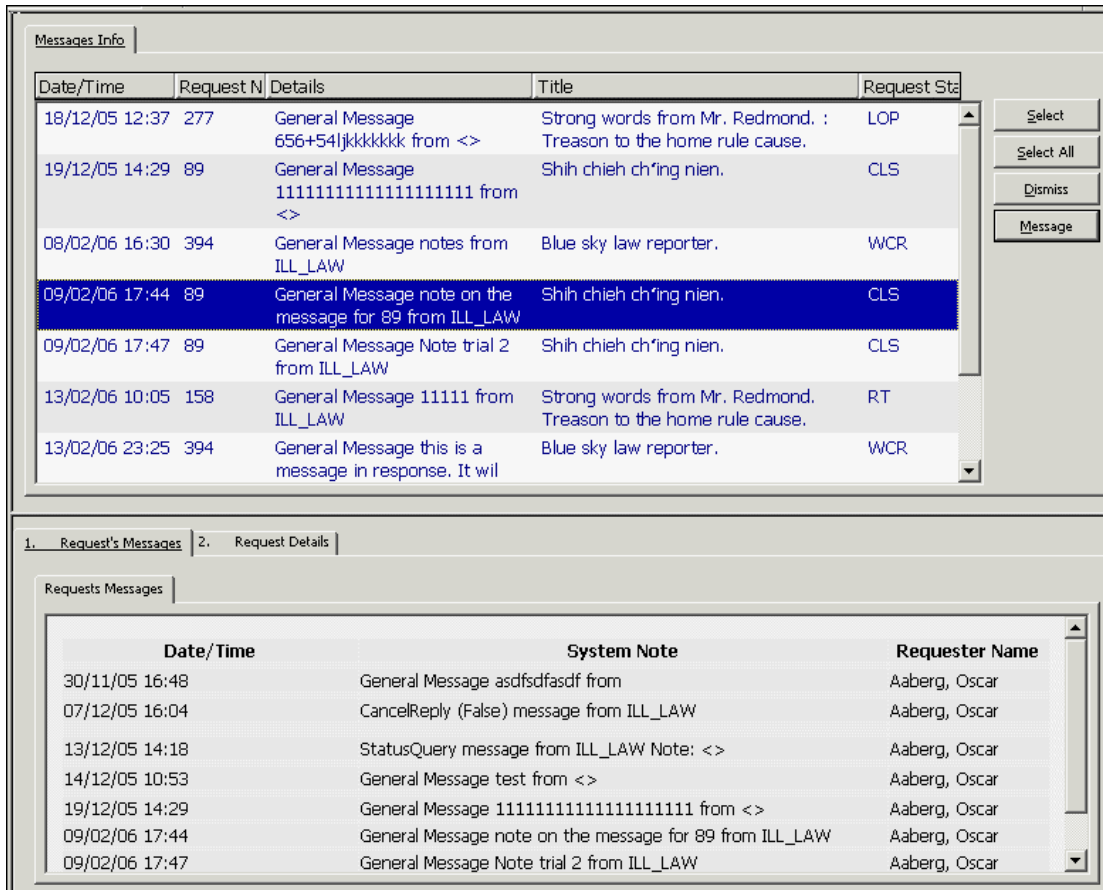 Messages Info
Date/Time Request N Details Title Request Sta
18/12/05 12:37 277 General Message Strong words from Mr. Redmond. : LOP
656+54ljkkkkkkk from <> Treason to the home rule cause.
19/12/05 14:29 89 General Message Shih chieh chʻing nien. CLS
11111111111111111111 from
<>
08/02/06 16:30 394 General Message notes from Blue sky law reporter. WCR
ILL_LAW
09/02/06 17:44 89 General Message note on the Shih chieh chʻing nien. CLS
message for 89 from ILL_LAW
09/02/06 17:47 89 General Message Note trial 2 Shih chieh chʻing nien. CLS
from ILL_LAW
13/02/06 10:05 158 General Message 11111 from Strong words from Mr. Redmond. RT
ILL_LAW Treason to the home rule cause.
13/02/06 23:25 394 General Message this is a Blue sky law reporter. WCR
message in response. It wil
Select
Select All
Dismiss
Message
1. Request's Messages 2. Request Details
Requests Messages
Date/Time System Note Requester Name
30/11/05 16:48 General Message asdfsdfasdf from Aaberg, Oscar
07/12/05 16:04 CancelReply (False) message from ILL_LAW Aaberg, Oscar
13/12/05 14:18 StatusQuery message from ILL_LAW Note: <> Aaberg, Oscar
14/12/05 10:53 General Message test from <> Aaberg, Oscar
19/12/05 14:29 General Message 11111111111111111111 from <> Aaberg, Oscar
09/02/06 17:44 General Message note on the message for 89 from ILL_LAW Aaberg, Oscar
09/02/06 17:47 General Message Note trial 2 from ILL_LAW Aaberg, Oscar